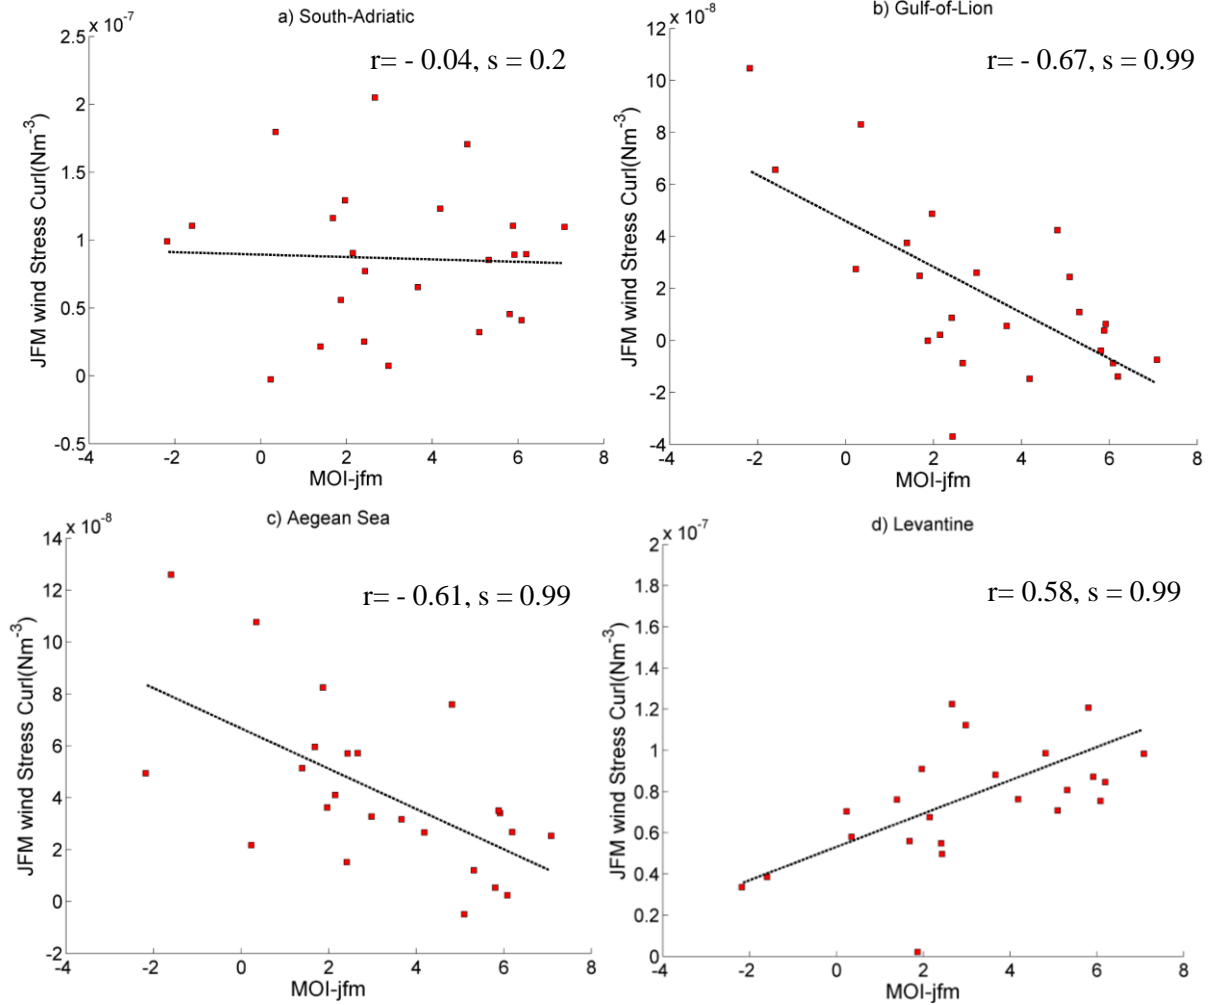 a) South-Adriatic
x 10^-7
r= - 0.04, s = 0.2
JFM wind Stress Curl(Nm^-3)
2.5
2
1.5
1
0.5
0
-0.5
-4 -2 0 2 4 6 8
MOI-jfm
b) Gulf-of-Lion
x 10^-8
r= - 0.67, s = 0.99
JFM wind Stress Curl(Nm^-3)
12
10
8
6
4
2
0
-2
-4
-4 -2 0 2 4 6 8
MOI-jfm
c) Aegean Sea
x 10^-8
r= - 0.61, s = 0.99
JFM wind Stress Curl(Nm^-3)
14
12
10
8
6
4
2
0
-2
-4 -2 0 2 4 6 8
MOI-jfm
d) Levantine
x 10^-7
r= 0.58, s = 0.99
JFM wind Stress Curl(Nm^-3)
2
1.8
1.6
1.4
1.2
1
0.8
0.6
0.4
0.2
0
-4 -2 0 2 4 6 8
MOI-jfm